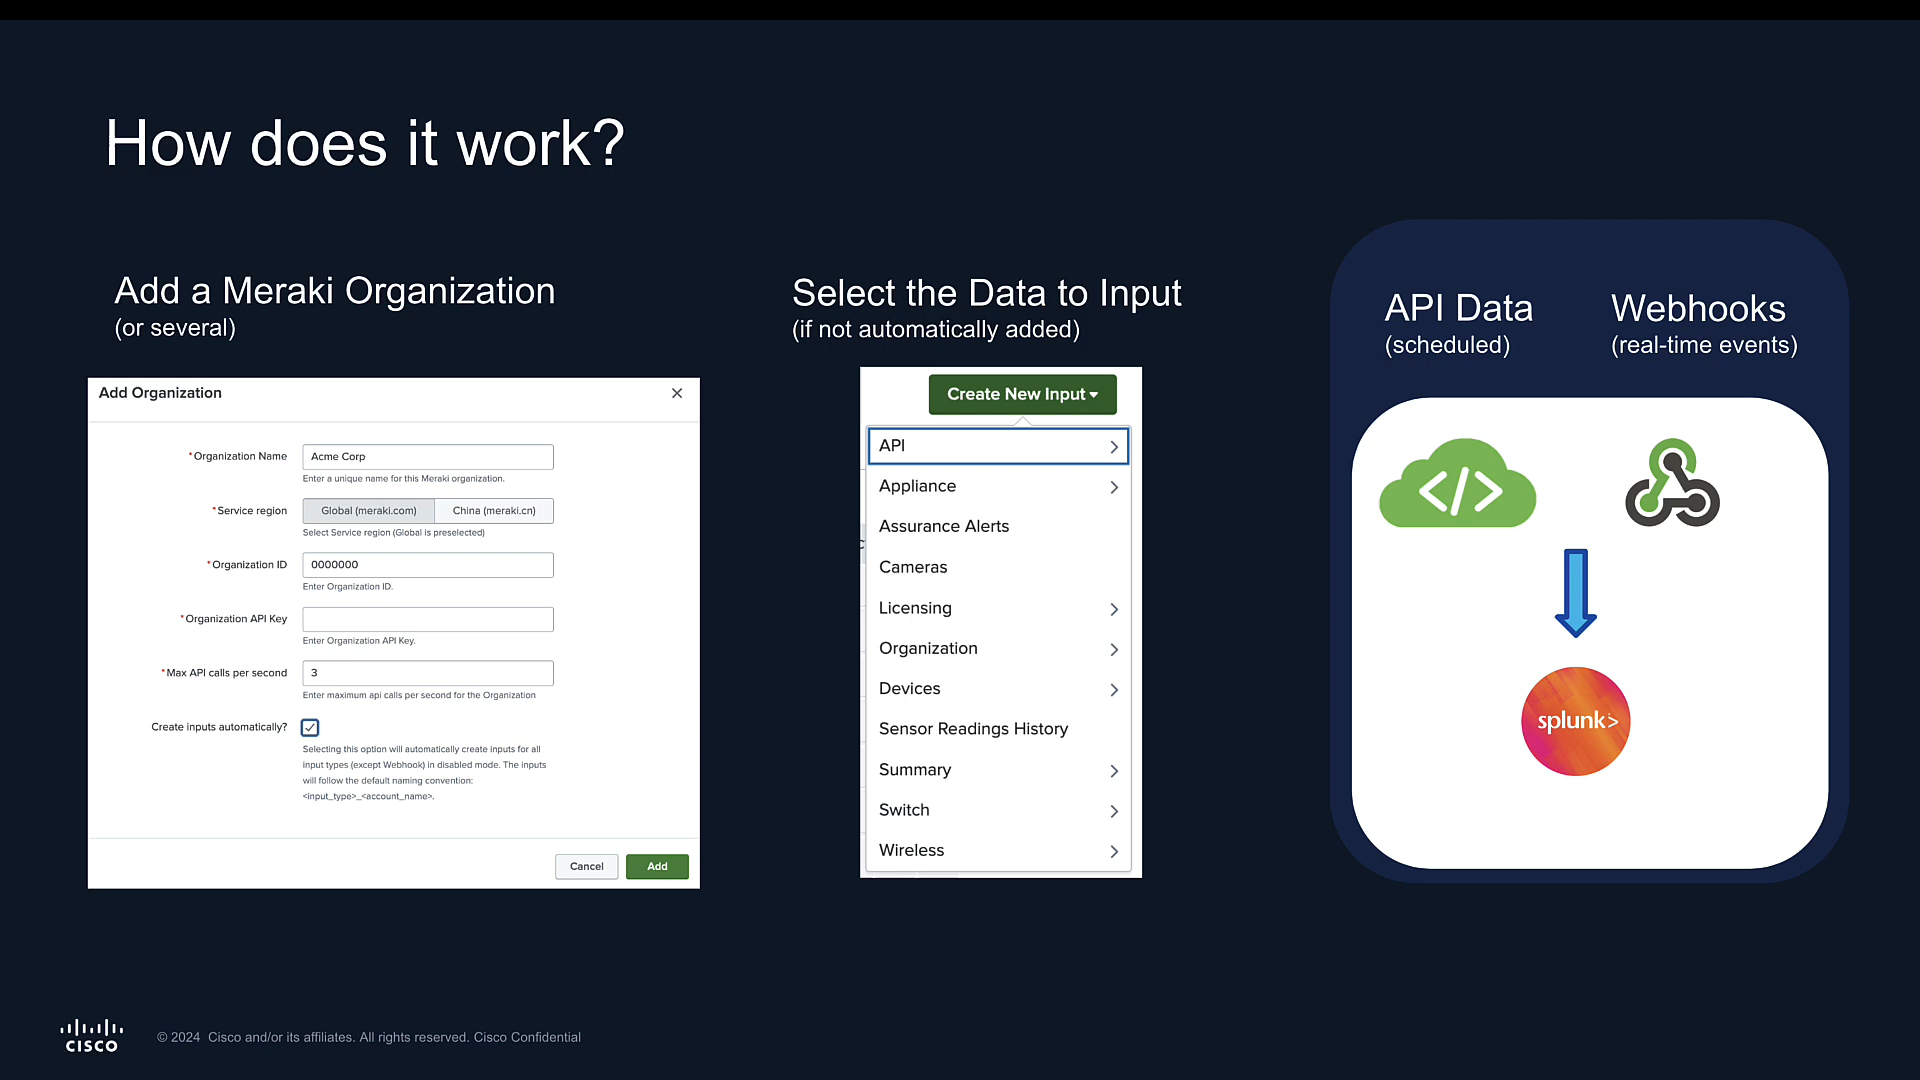 How does it work?
Add a Meraki Organization
(or several)
Add Organization
*Organization Name
Acme Corp
Enter a unique name for this Meraki organization.
*Service region
Global (meraki.com)
China (meraki.cn)
Select Service region (Global is preselected)
*Organization ID
0000000
Enter Organization ID.
*Organization API Key
Enter Organization API Key.
*Max API calls per second
3
Enter maximum api calls per second for the Organization
Create inputs automatically?
Selecting this option will automatically create inputs for all
input types (except Webhook) in disabled mode. The inputs
will follow the default naming convention:
<input_type>_<account_name>.
Cancel
Add
Select the Data to Input
(if not automatically added)
Create New Input
API
Appliance
Assurance Alerts
Cameras
Licensing
Organization
Devices
Sensor Readings History
Summary
Switch
Wireless
API Data
(scheduled)
Webhooks
(real-time events)
</>
splunk>
CISCO
© 2024 Cisco and/or its affiliates. All rights reserved. Cisco Confidential